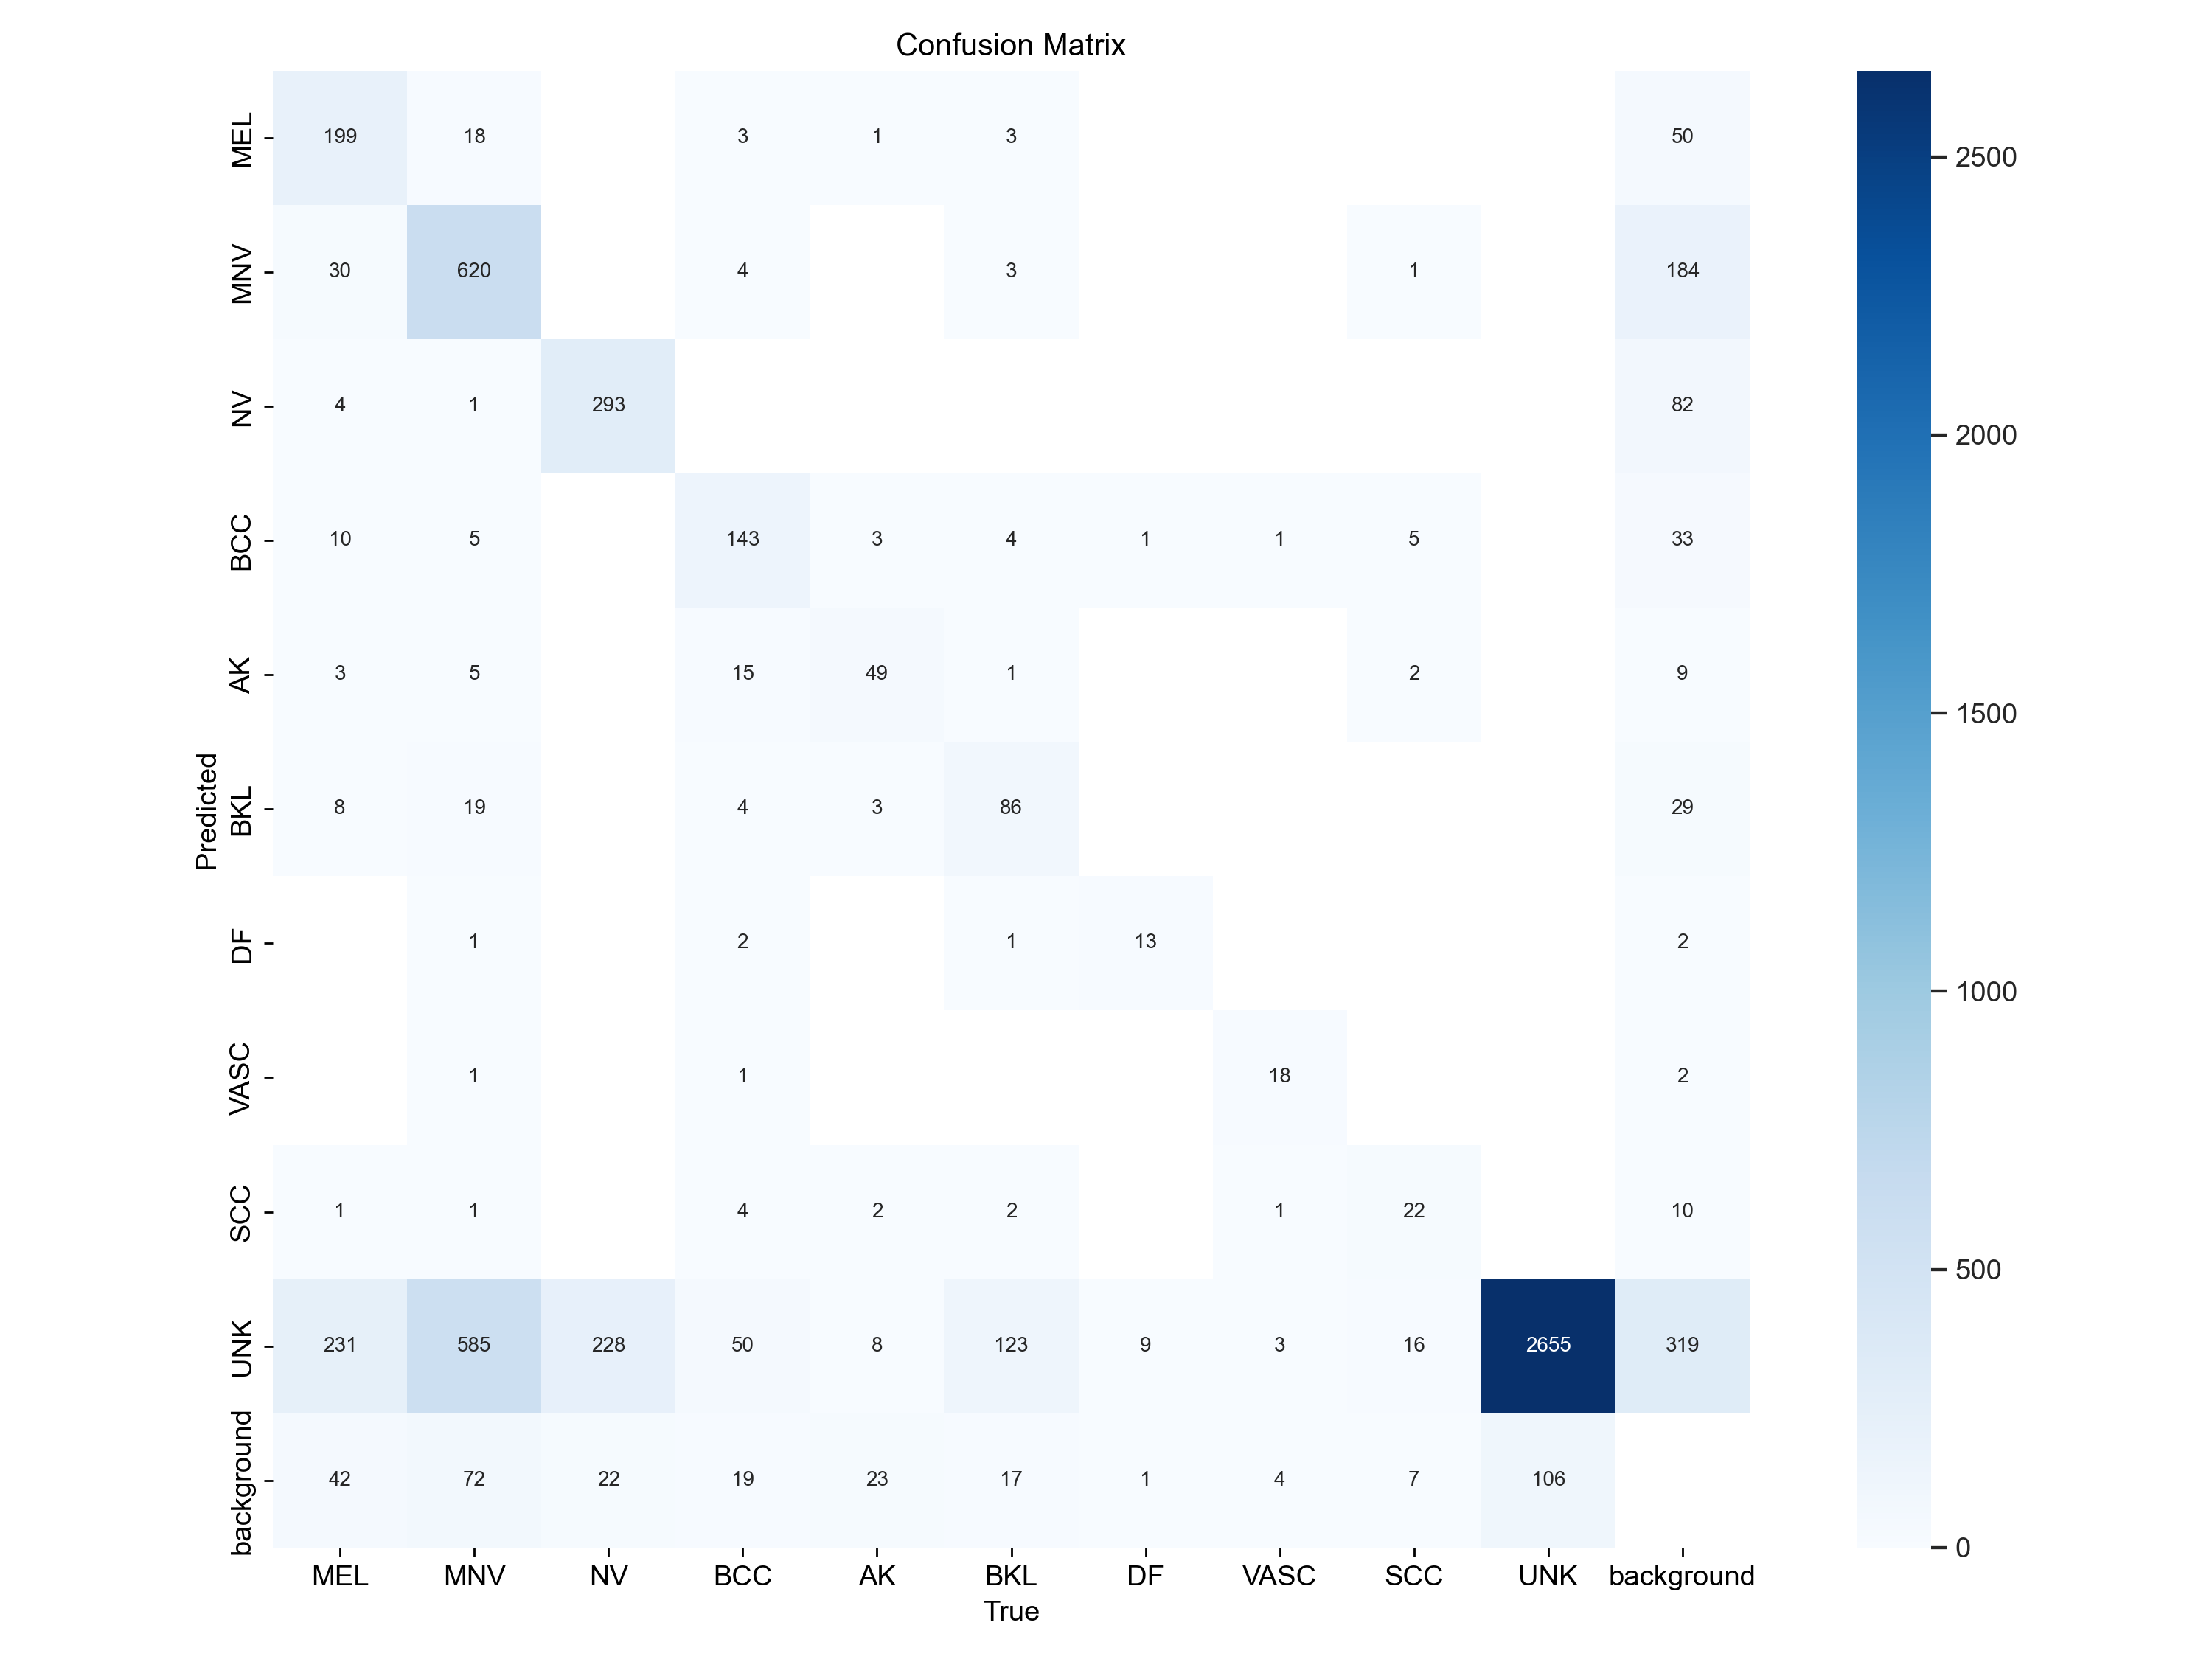 Confusion Matrix
MEL 199 18 3 1 3 50
MNV 30 620 4 3 1 184
NV 4 1 293 82
BCC 10 5 143 3 4 1 1 5 33
AK 3 5 15 49 1 2 9
BKL 8 19 4 3 86 29
DF 1 2 1 13 2
VASC 1 1 18 2
SCC 1 1 4 2 2 1 22 10
UNK 231 585 228 50 8 123 9 3 16 2655 319
background 42 72 22 19 23 17 1 4 7 106
MEL MNV NV BCC AK BKL DF VASC SCC UNK background
True
Predicted
2500
2000
1500
1000
500
0